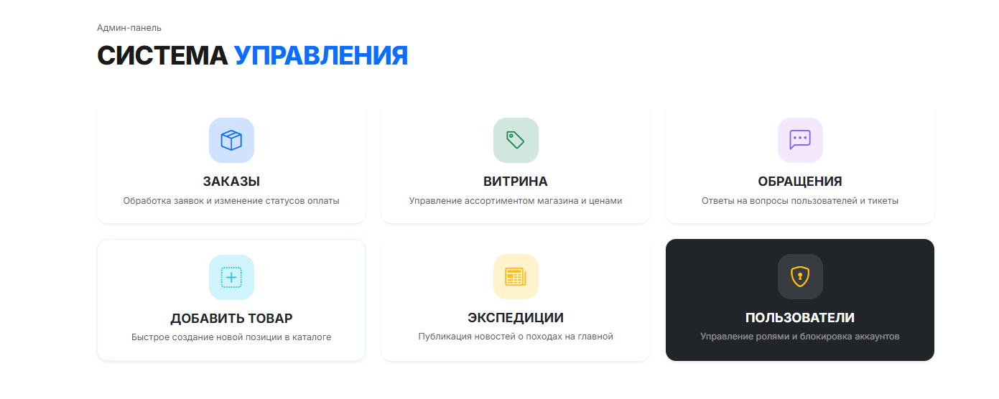 Админ-панель
СИСТЕМА УПРАВЛЕНИЯ
ЗАКАЗЫ
Обработка заявок и изменение статусов оплаты
ВИТРИНА
Управление ассортиментом магазина и ценами
ОБРАЩЕНИЯ
Ответы на вопросы пользователей и тикеты
ДОБАВИТЬ ТОВАР
Быстрое создание новой позиции в каталоге
ЭКСПЕДИЦИИ
Публикация новостей о походах на главной
ПОЛЬЗОВАТЕЛИ
Управление ролями и блокировка аккаунтов